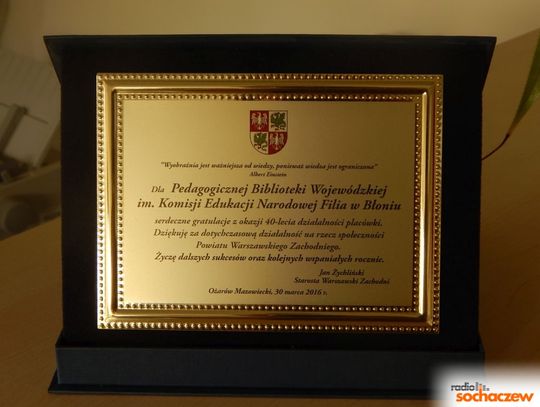 "Wyobraźnia jest ważniejsza od wiedzy, ponieważ wiedza jest ograniczona"
Albert Einstein
Dla Pedagogicznej Biblioteki Wojewódzkiej
im. Komisji Edukacji Narodowej Filia w Błoniu
serdeczne gratulacje z okazji 40-lecia działalności placówki.
Dziękuję za dotychczasową działalność na rzecz społeczności
Powiatu Warszawskiego Zachodniego.
Życzę dalszych sukcesów oraz kolejnych wspaniałych rocznic.
Jan Żychliński
Starosta Warszawski Zachodni
Ożarów Mazowiecki, 30 marca 2016 r.
radio
sochaczew